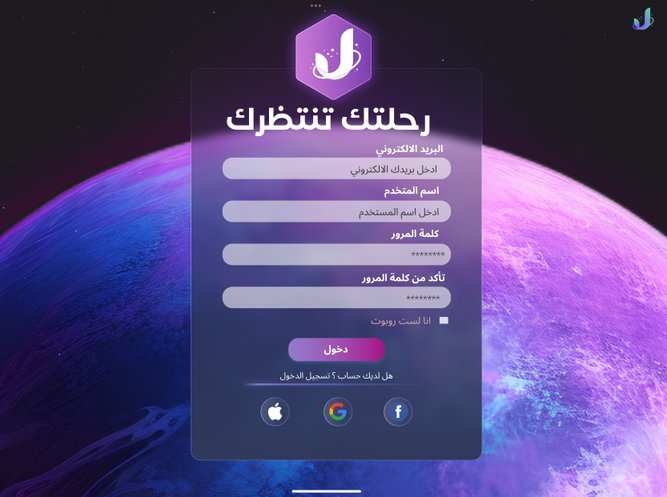 رحلتك تنتظرك
البريد الالكتروني
ادخل بريدك الالكتروني
اسم المتخدم
ادخل اسم المستخدم
كلمة المرور
********
تأكد من كلمة المرور
********
انا لست روبوت
دخول
هل لديك حساب ؟ تسجيل الدخول